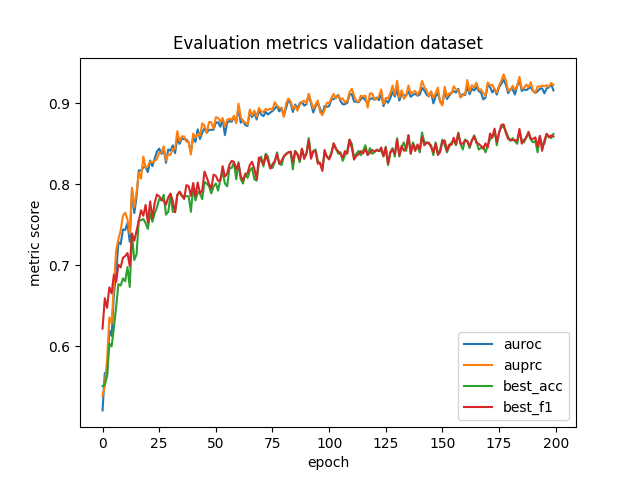 Evaluation metrics validation dataset
metric score
0.9
0.8
0.7
0.6
0 25 50 75 100 125 150 175 200
epoch
auroc
auprc
best_acc
best_f1